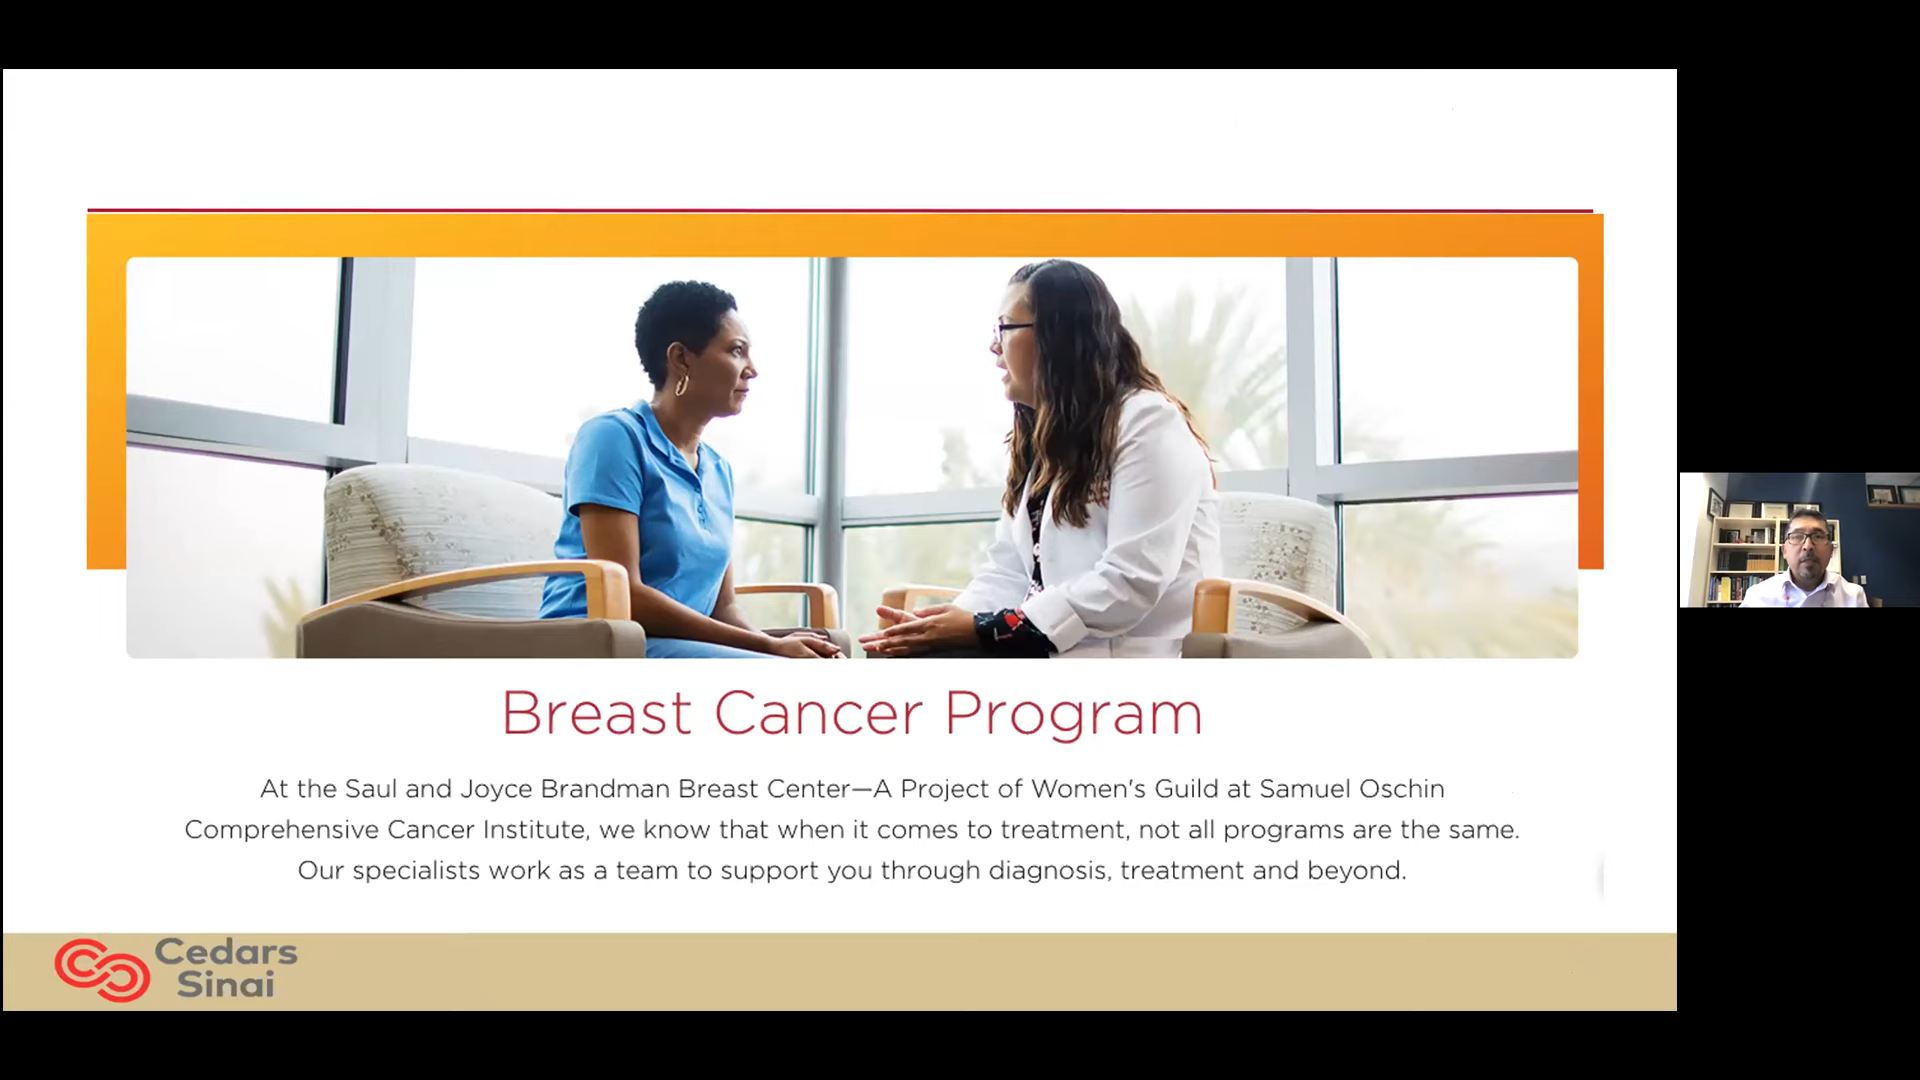 Breast Cancer Program
At the Saul and Joyce Brandman Breast Center—A Project of Women's Guild at Samuel Oschin
Comprehensive Cancer Institute, we know that when it comes to treatment, not all programs are the same.
Our specialists work as a team to support you through diagnosis, treatment and beyond.
Cedars
Sinai